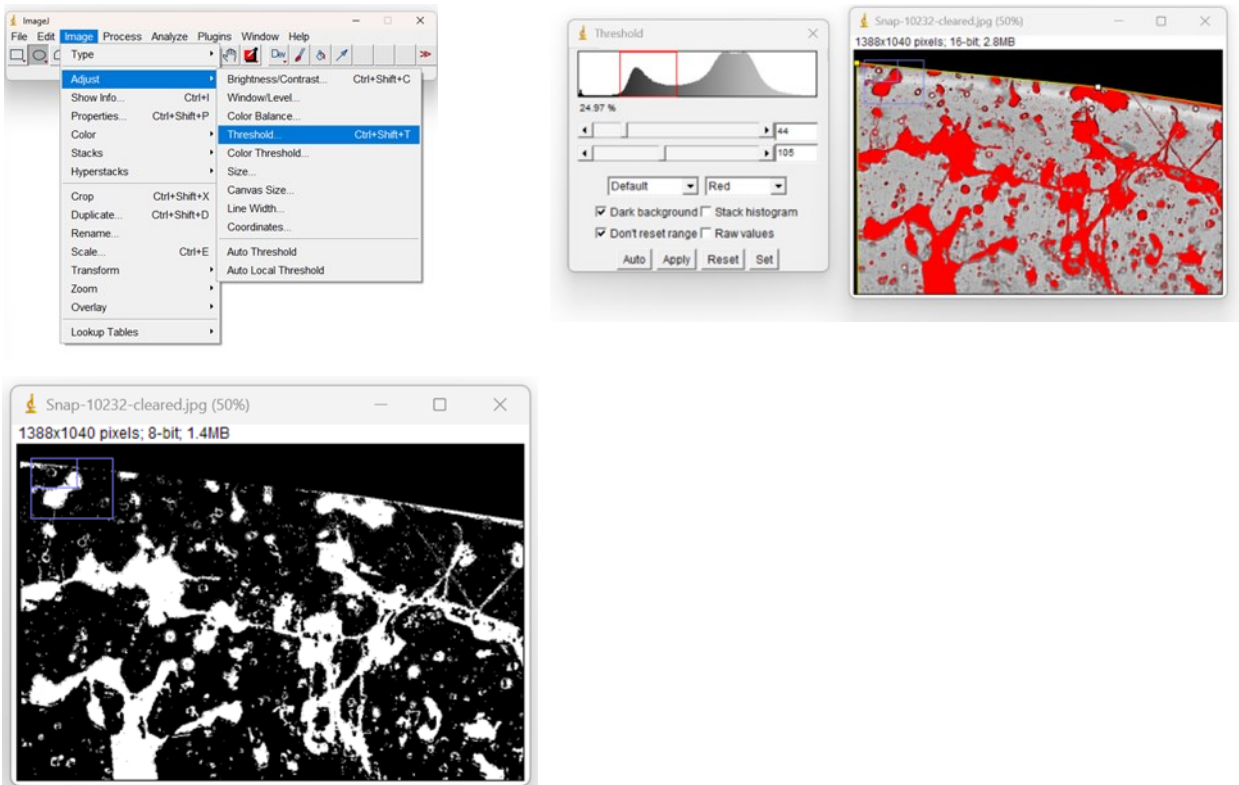 ImageJ
File Edit Image Process Analyze Plugins Window Help
Dev
Type
Adjust
Show Info... Ctrl+I
Properties... Ctrl+Shift+P
Color
Stacks
Hyperstacks
Crop Ctrl+Shift+X
Duplicate... Ctrl+Shift+D
Rename...
Scale... Ctrl+E
Transform
Zoom
Overlay
Lookup Tables
Brightness/Contrast... Ctrl+Shift+C
Window/Level...
Color Balance...
Threshold... Ctrl+Shift+T
Color Threshold...
Size...
Canvas Size...
Line Width...
Coordinates...
Auto Threshold
Auto Local Threshold
Threshold
24.97 %
44
105
Default Red
Dark background Stack histogram
Don't reset range Raw values
Auto Apply Reset Set
Snap-10232-cleared.jpg (50%)
1388x1040 pixels; 16-bit; 2.8MB
Snap-10232-cleared.jpg (50%)
1388x1040 pixels; 8-bit; 1.4MB